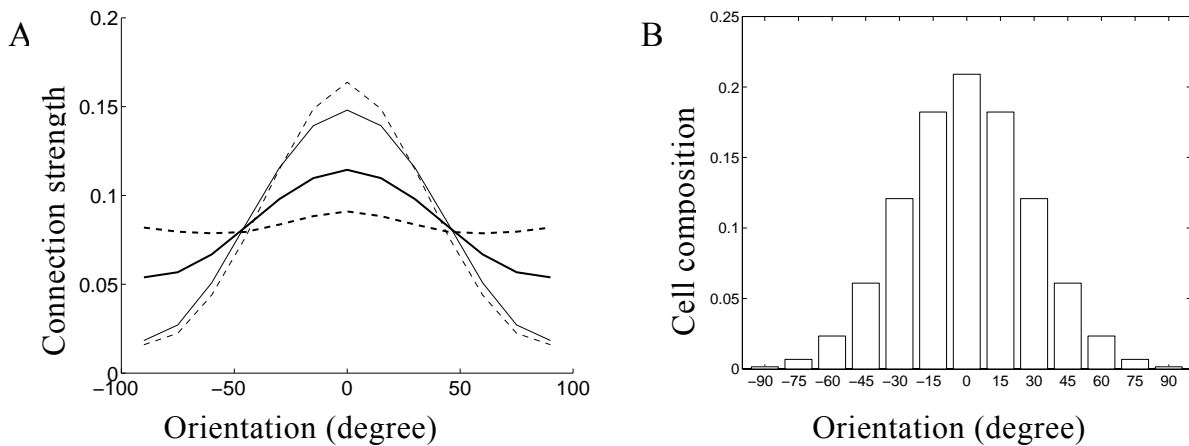 A
Connection strength
0.2
0.15
0.1
0.05
0
−100 −50 0 50 100
Orientation (degree)
B
Cell composition
0.25
0.2
0.15
0.1
0.05
0
−90 −75 −60 −45 −30 −15 0 15 30 45 60 75 90
Orientation (degree)